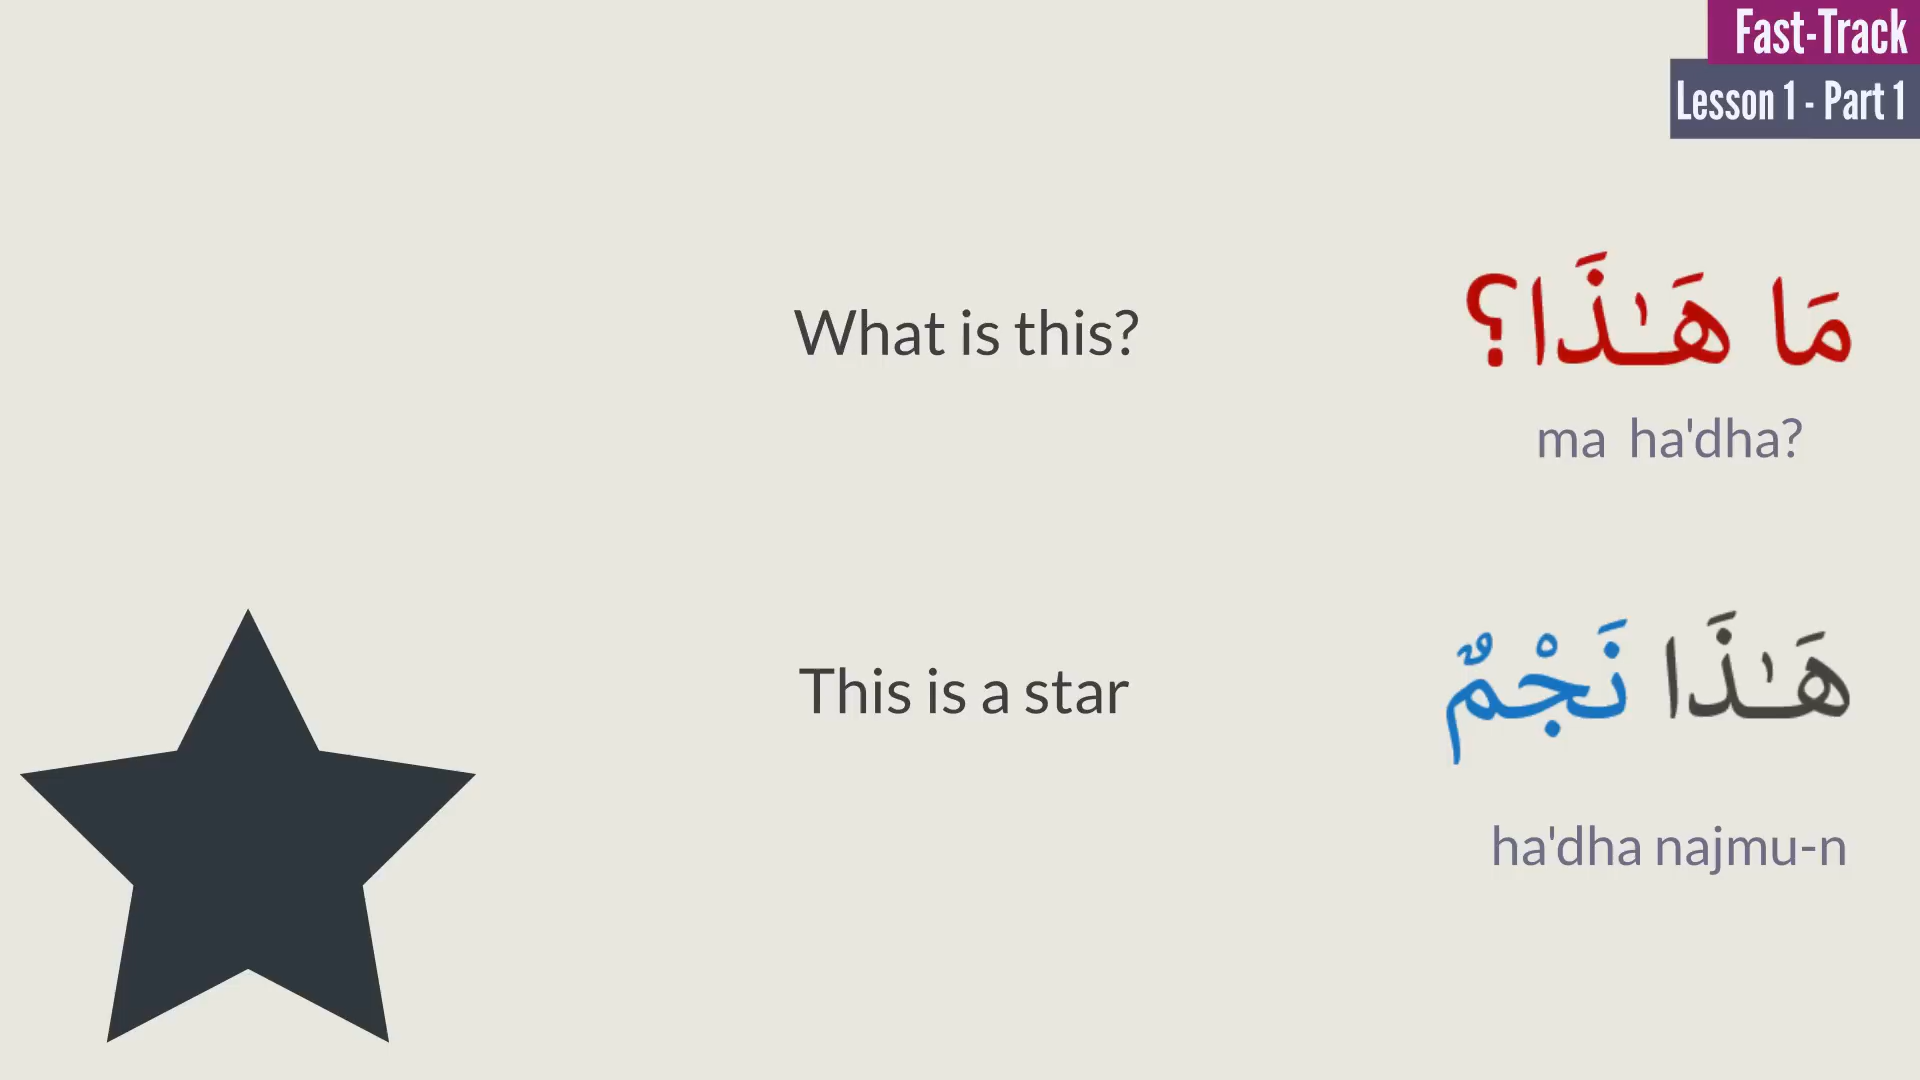 Fast-Track
Lesson 1 - Part 1
What is this?
مَا هَـٰذَا؟
ma ha'dha?
This is a star
هَـٰذَا نَجْمٌ
ha'dha najmu-n